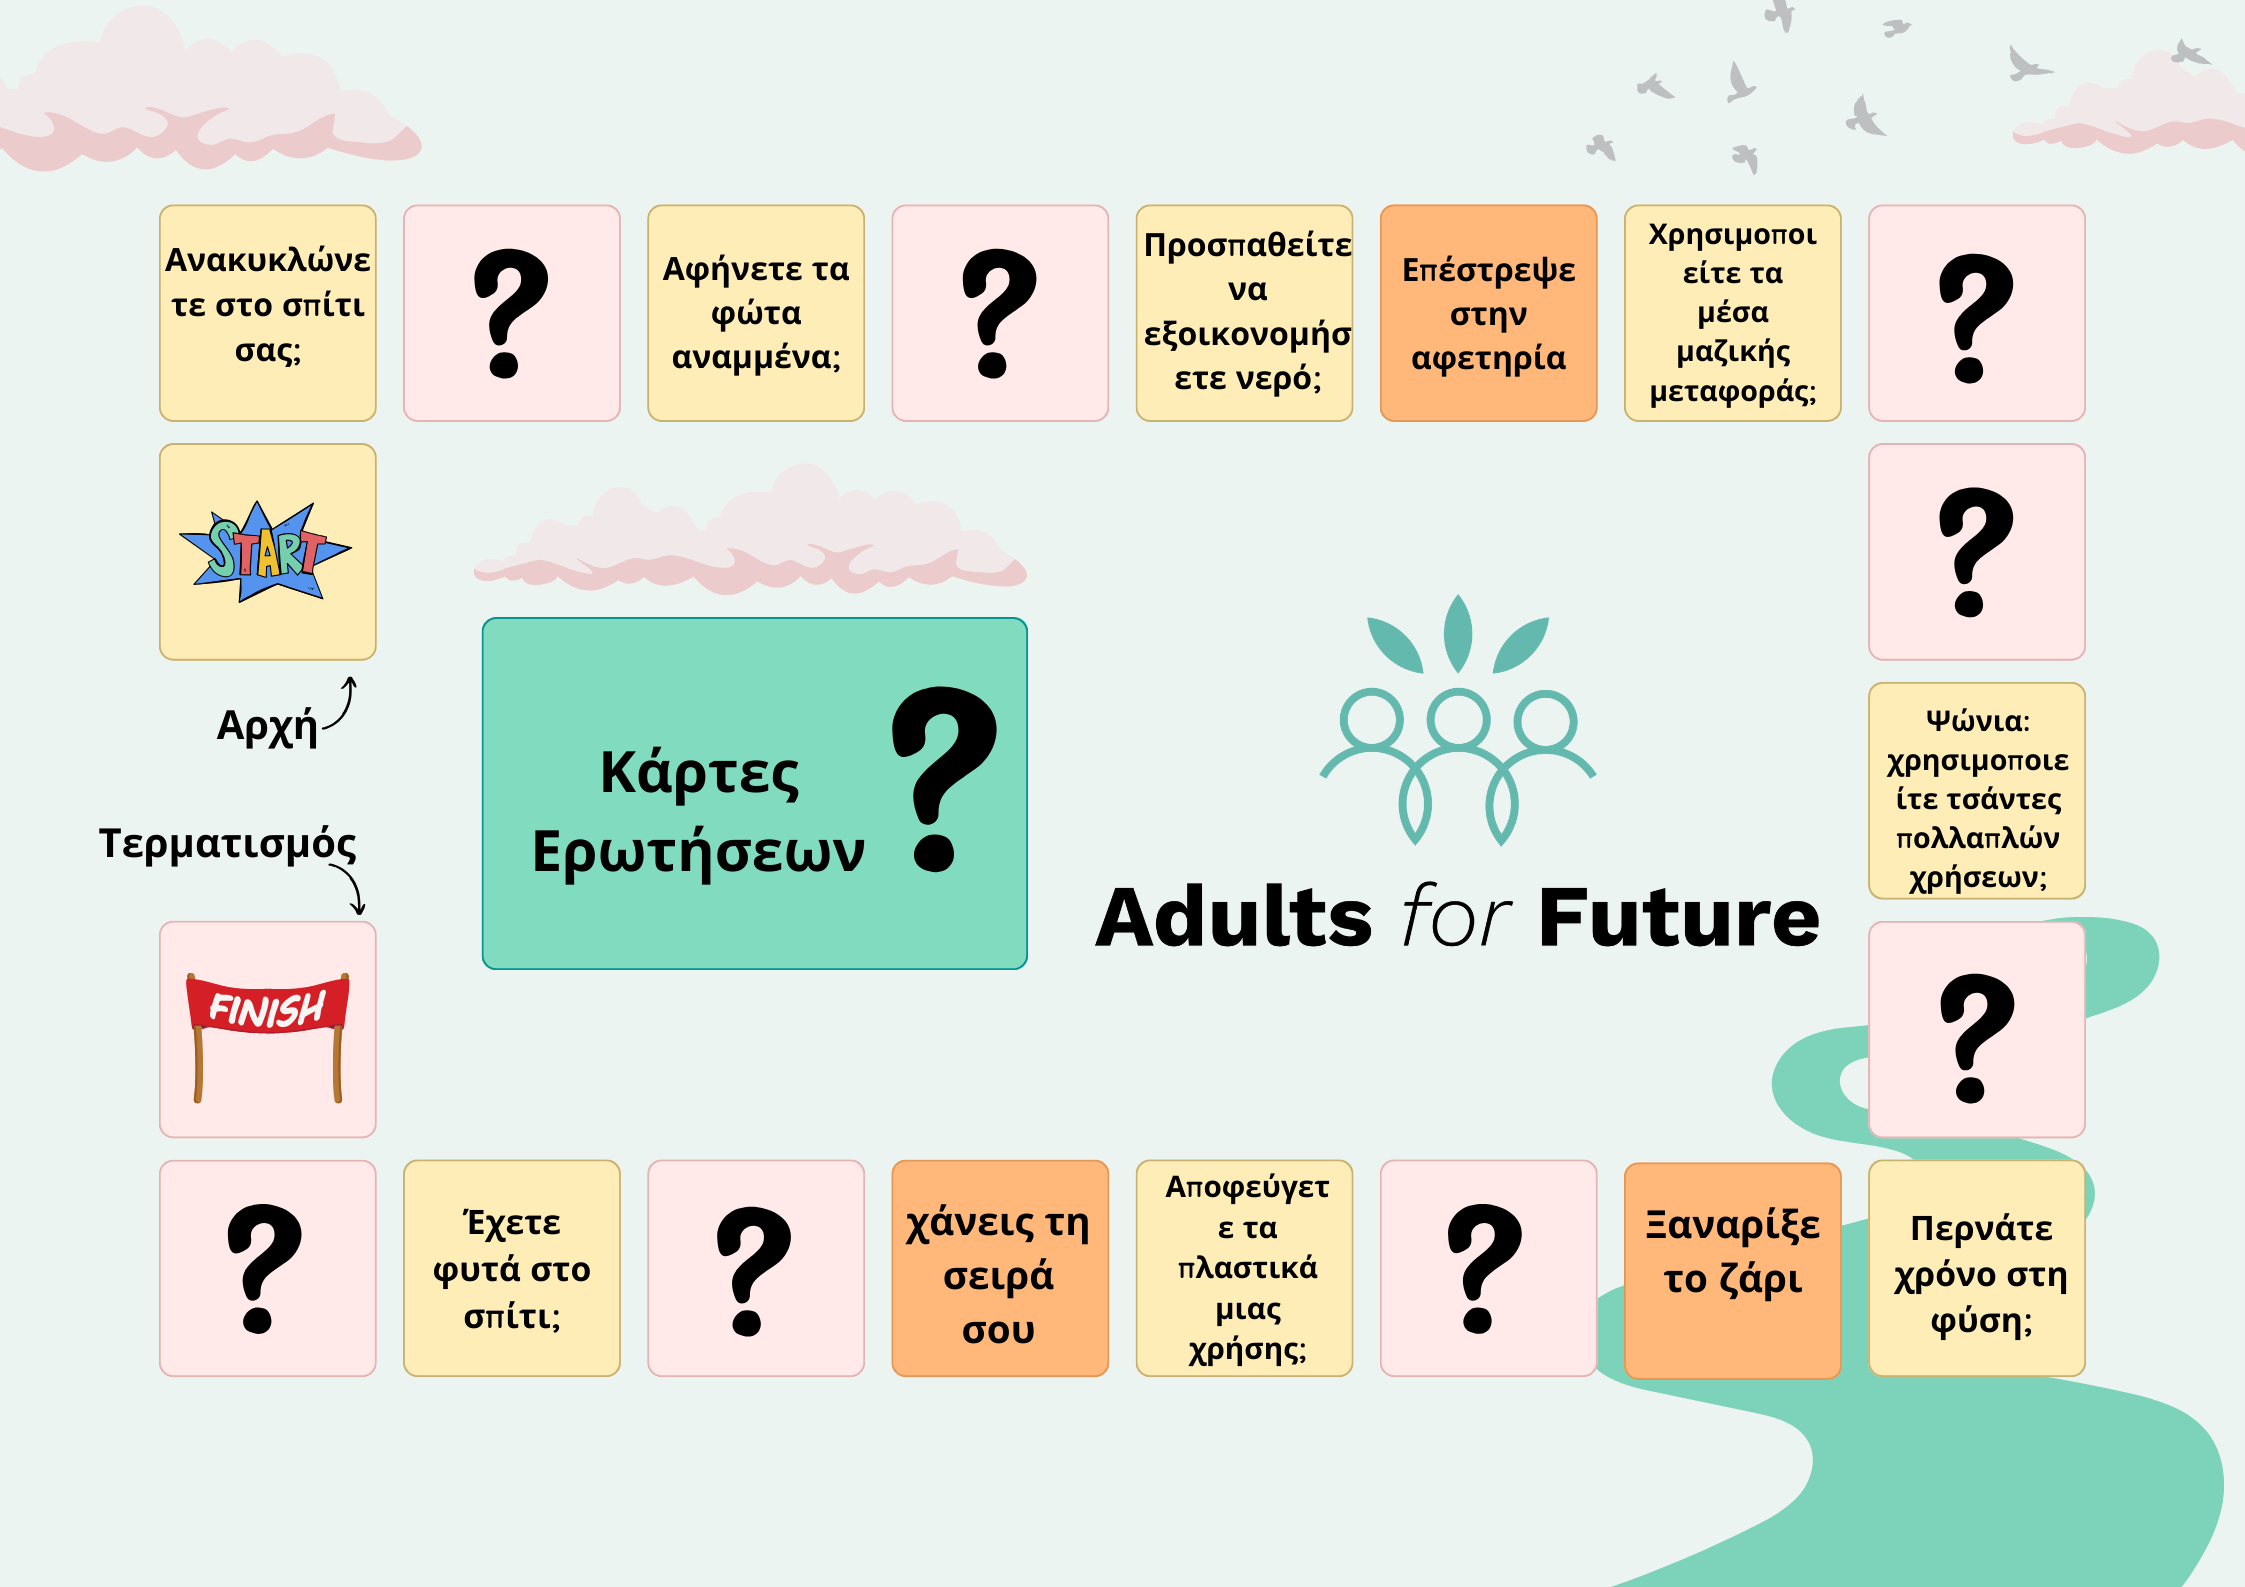 Ανακυκλώνε
τε στο σπίτι
σας;
?
Αφήνετε τα
φώτα
αναμμένα;
?
Προσπαθείτε
να
εξοικονομήσ
ετε νερό;
Επέστρεψε
στην
αφετηρία
Χρησιμοποι
είτε τα
μέσα
μαζικής
μεταφοράς;
?
START
?
Αρχή
Τερματισμός
Κάρτες
Ερωτήσεων
?
Adults for Future
Ψώνια:
χρησιμοποιε
ίτε τσάντες
πολλαπλών
χρήσεων;
FINISH
?
?
Έχετε
φυτά στο
σπίτι;
?
χάνεις τη
σειρά
σου
Αποφεύγετ
ε τα
πλαστικά
μιας
χρήσης;
?
Ξαναρίξε
το ζάρι
Περνάτε
χρόνο στη
φύση;